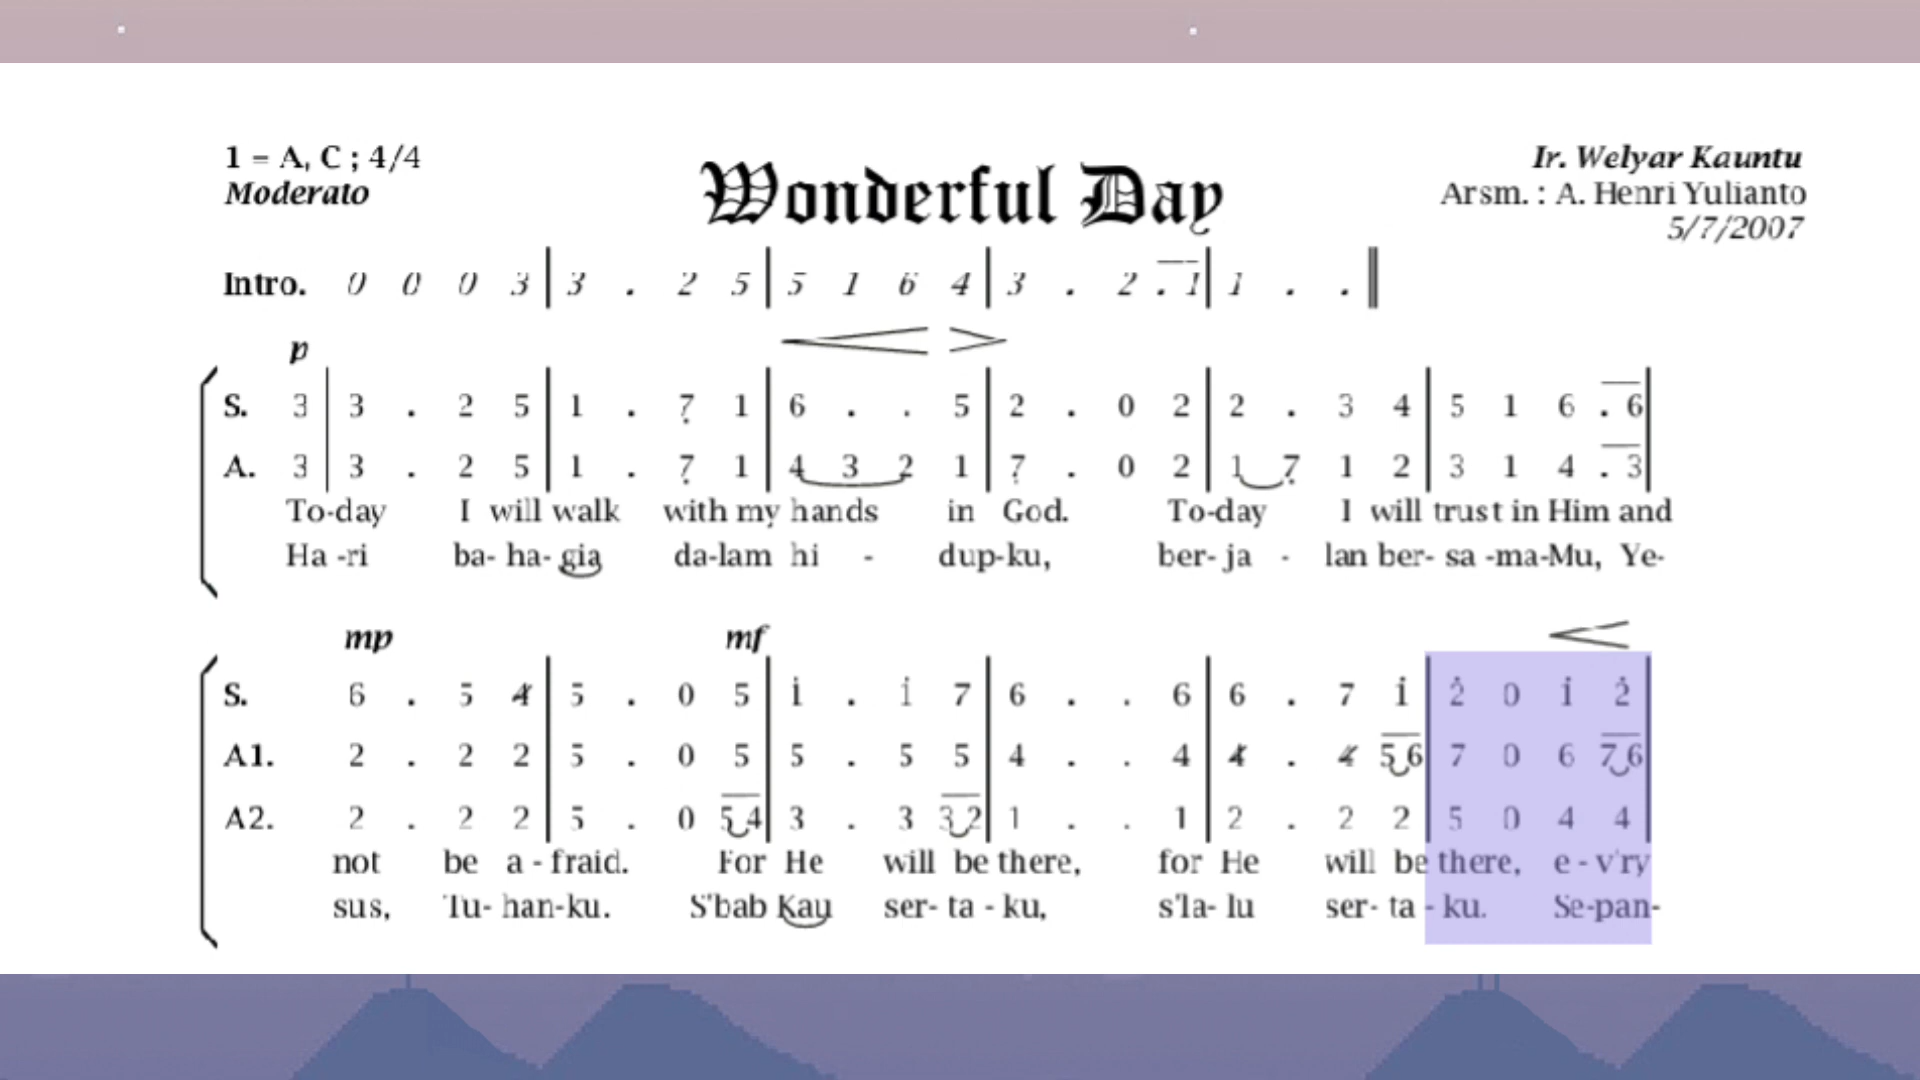 1 = A, C ; 4/4
Moderato
Wonderful Day
Ir. Welyar Kauntu
Arsm. : A. Henri Yulianto
5/7/2007
Intro. 0 0 0 3 | 3 . 2 5 | 5 1 6 4 | 3 . 2 . 1 | 1 . . ||
p
S. 3 | 3 . 2 5 | 1 . 7̣ 1 | 6 . . 5 | 2 . 0 2 | 2 . 3 4 | 5 1 6 . 6 |
A. 3 | 3 . 2 5 | 1 . 7̣ 1 | 4 3 2 1 | 7̣ . 0 2 | 1 7̣ 1 2 | 3 1 4 . 3 |
To-day I will walk with my hands in God. To-day I will trust in Him and
Ha -ri ba- ha- gia da-lam hi - dup-ku, ber- ja - lan ber- sa -ma-Mu, Ye-
mp mf
S. 6 . 5 4̸ | 5 . 0 5 | 1̇ . 1̇ 7 | 6 . . 6 | 6 . 7 1̇ | 2̇ 0 1̇ 2̇ |
A1. 2 . 2 2 | 5 . 0 5 | 5 . 5 5 | 4 . . 4 | 4̸ . 4̸ 5 6 | 7 0 6 7 6 |
A2. 2 . 2 2 | 5 . 0 5 4 | 3 . 3 3 2 | 1 . . 1 | 2 . 2 2 | 5 0 4 4 |
not be a - fraid. For He will be there, for He will be there, e - v'ry
sus, Tu- han-ku. S'bab Kau ser- ta - ku, s'la- lu ser- ta - ku. Se-pan-